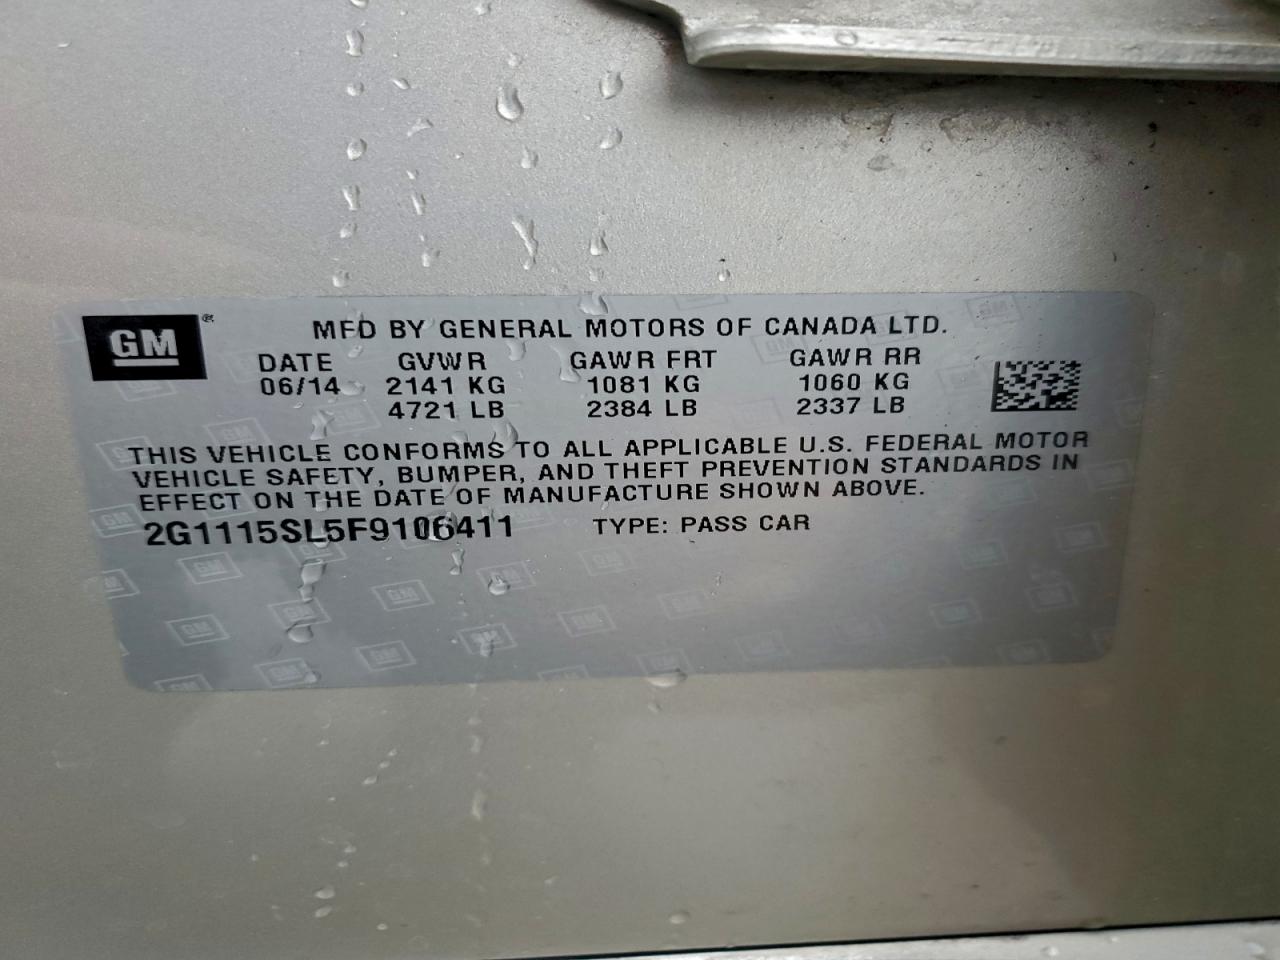 GM ®
MFD BY GENERAL MOTORS OF CANADA LTD.
DATE GVWR GAWR FRT GAWR RR
06/14 2141 KG 1081 KG 1060 KG
4721 LB 2384 LB 2337 LB
THIS VEHICLE CONFORMS TO ALL APPLICABLE U.S. FEDERAL MOTOR
VEHICLE SAFETY, BUMPER, AND THEFT PREVENTION STANDARDS IN
EFFECT ON THE DATE OF MANUFACTURE SHOWN ABOVE.
2G1115SL5F9106411 TYPE: PASS CAR